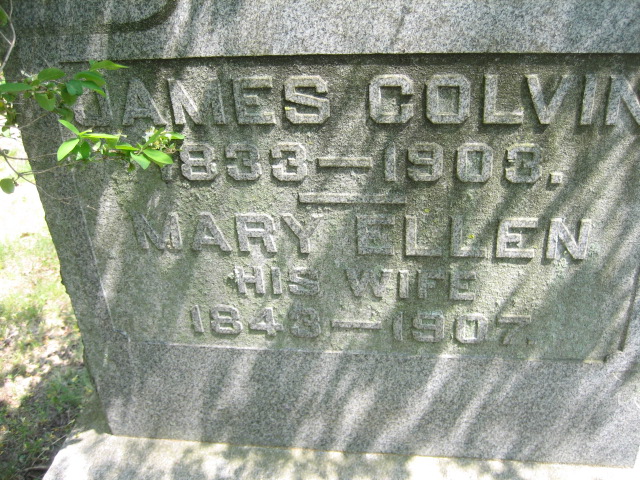 JAMES COLVIN
1833—1903.
MARY ELLEN
HIS WIFE
1843—1907.